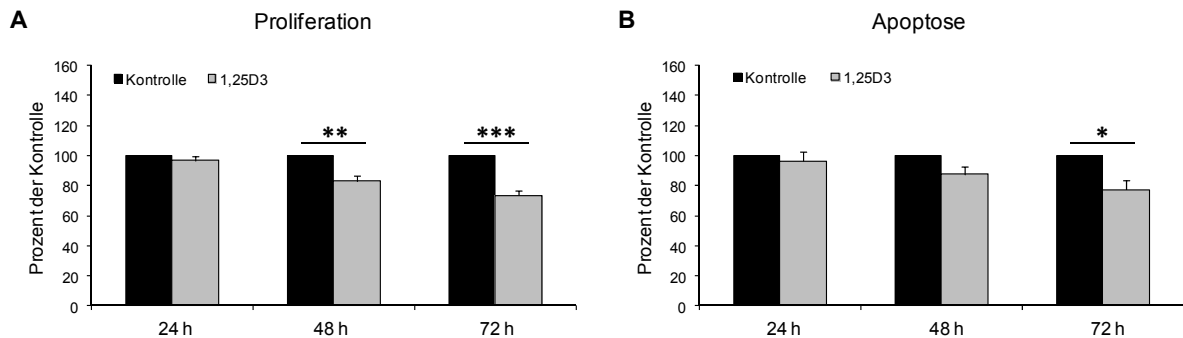 A
Proliferation
Prozent der Kontrolle
160
140
120
100
80
60
40
20
0
Kontrolle
1,25D3
**
***
24 h
48 h
72 h
B
Apoptose
Prozent der Kontrolle
160
140
120
100
80
60
40
20
0
Kontrolle
1,25D3
*
24 h
48 h
72 h